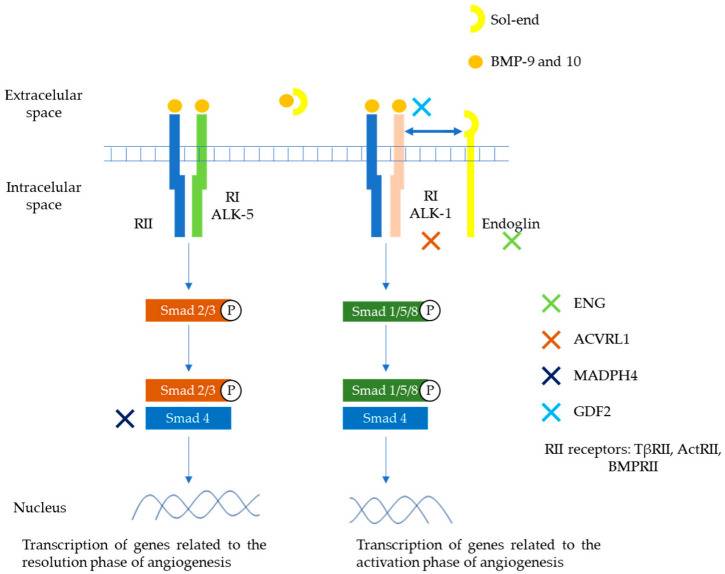 Sol-end
BMP-9 and 10
Extracelular
space
Intracelular
space
RII
RI
ALK-5
RI
ALK-1
Endoglin
Smad 2/3 P
Smad 1/5/8 P
Smad 2/3 P
Smad 4
Smad 1/5/8 P
Smad 4
ENG
ACVRL1
MADPH4
GDF2
RII receptors: TβRII, ActRII,
BMPRII
Nucleus
Transcription of genes related to the
resolution phase of angiogenesis
Transcription of genes related to the
activation phase of angiogenesis